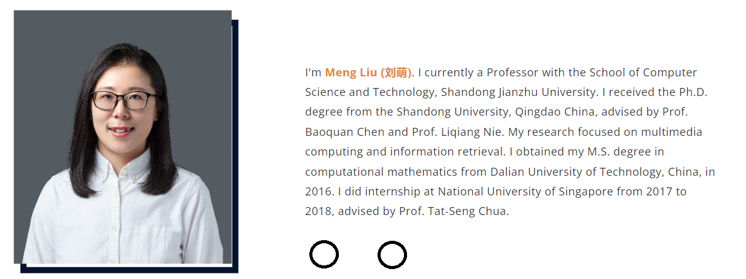 I'm Meng Liu (刘萌). I currently a Professor with the School of Computer
Science and Technology, Shandong Jianzhu University. I received the Ph.D.
degree from the Shandong University, Qingdao China, advised by Prof.
Baoquan Chen and Prof. Liqiang Nie. My research focused on multimedia
computing and information retrieval. I obtained my M.S. degree in
computational mathematics from Dalian University of Technology, China, in
2016. I did internship at National University of Singapore from 2017 to
2018, advised by Prof. Tat-Seng Chua.